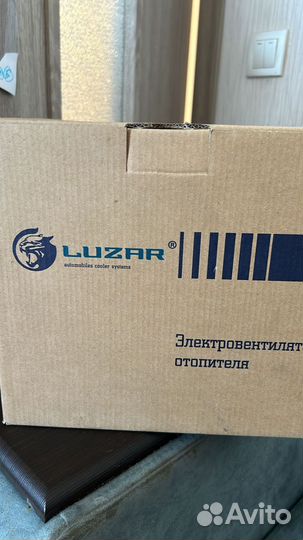 LUZAR®
automobiles cooler systems
Электровентилят
отопителя
Avito